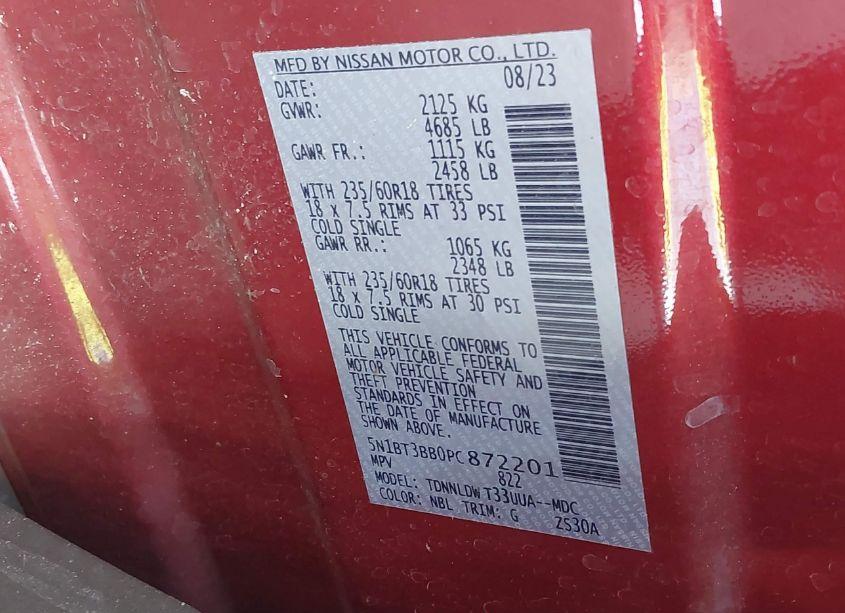 MFD BY NISSAN MOTOR CO., LTD.
DATE: 08/23
GVWR: 2125 KG
4685 LB
GAWR FR.: 1115 KG
2458 LB
WITH 235/60R18 TIRES
18 x 7.5 RIMS AT 33 PSI
COLD SINGLE
GAWR RR.: 1065 KG
2348 LB
WITH 235/60R18 TIRES
18 x 7.5 RIMS AT 30 PSI
COLD SINGLE
THIS VEHICLE CONFORMS TO
ALL APPLICABLE FEDERAL
MOTOR VEHICLE SAFETY AND
THEFT PREVENTION
STANDARDS IN EFFECT ON
THE DATE OF MANUFACTURE
SHOWN ABOVE.
5N1BT3BB0PC872201
MPV 822
MODEL: TDNNLDWT33UUA--MDC
COLOR: NBL TRIM: G ZS30A